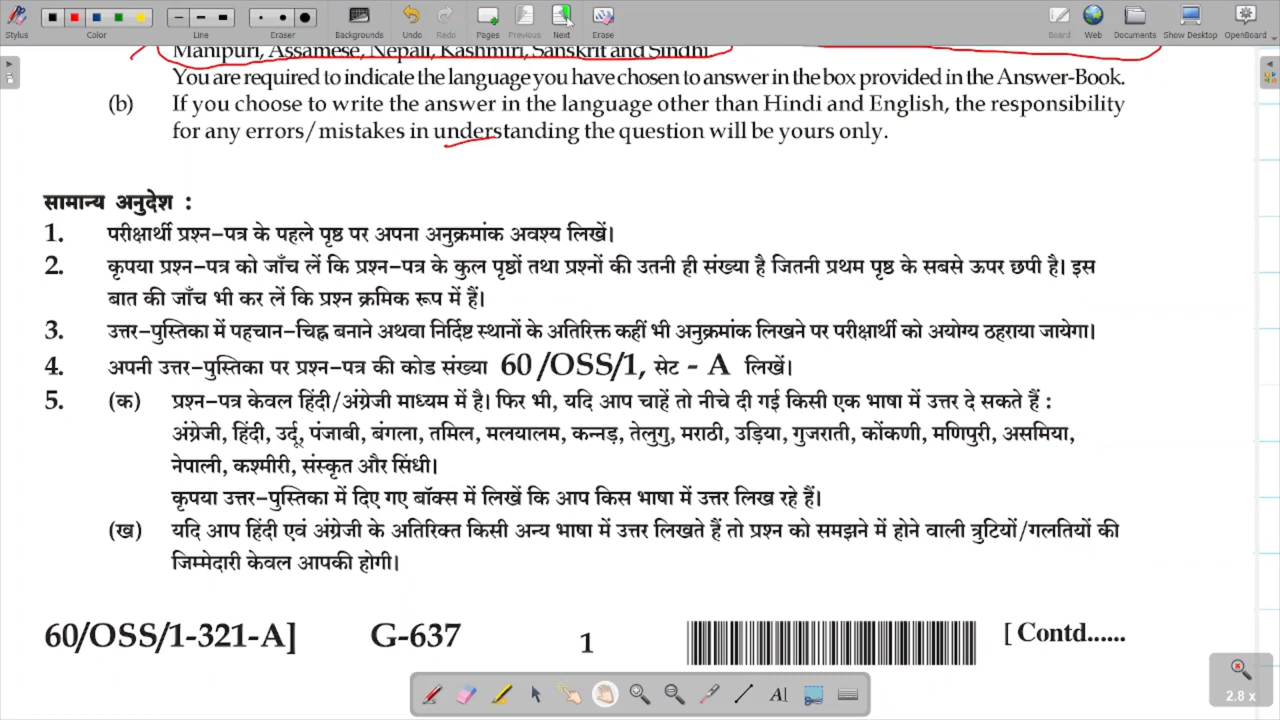 Stylus Color Line Eraser Backgrounds Undo Redo Pages Previous Next Erase Board Web Documents Show Desktop OpenBoard
Manipuri, Assamese, Nepali, Kashmiri, Sanskrit and Sindhi
You are required to indicate the language you have chosen to answer in the box provided in the Answer-Book.
(b) If you choose to write the answer in the language other than Hindi and English, the responsibility
for any errors/mistakes in understanding the question will be yours only.
सामान्य अनुदेश :
1. परीक्षार्थी प्रश्न-पत्र के पहले पृष्ठ पर अपना अनुक्रमांक अवश्य लिखें।
2. कृपया प्रश्न-पत्र को जाँच लें कि प्रश्न-पत्र के कुल पृष्ठों तथा प्रश्नों की उतनी ही संख्या है जितनी प्रथम पृष्ठ के सबसे ऊपर छपी है। इस
बात की जाँच भी कर लें कि प्रश्न क्रमिक रूप में हैं।
3. उत्तर-पुस्तिका में पहचान-चिह्न बनाने अथवा निर्दिष्ट स्थानों के अतिरिक्त कहीं भी अनुक्रमांक लिखने पर परीक्षार्थी को अयोग्य ठहराया जायेगा।
4. अपनी उत्तर-पुस्तिका पर प्रश्न-पत्र की कोड संख्या 60/OSS/1, सेट - A लिखें।
5. (क) प्रश्न-पत्र केवल हिंदी/अंग्रेजी माध्यम में है। फिर भी, यदि आप चाहें तो नीचे दी गई किसी एक भाषा में उत्तर दे सकते हैं :
अंग्रेजी, हिंदी, उर्दू, पंजाबी, बंगला, तमिल, मलयालम, कन्नड़, तेलुगु, मराठी, उड़िया, गुजराती, कोंकणी, मणिपुरी, असमिया,
नेपाली, कश्मीरी, संस्कृत और सिंधी।
कृपया उत्तर-पुस्तिका में दिए गए बॉक्स में लिखें कि आप किस भाषा में उत्तर लिख रहे हैं।
(ख) यदि आप हिंदी एवं अंग्रेजी के अतिरिक्त किसी अन्य भाषा में उत्तर लिखते हैं तो प्रश्न को समझने में होने वाली त्रुटियों/गलतियों की
जिम्मेदारी केवल आपकी होगी।
60/OSS/1-321-A] G-637 1 [ Contd......
2.8 x